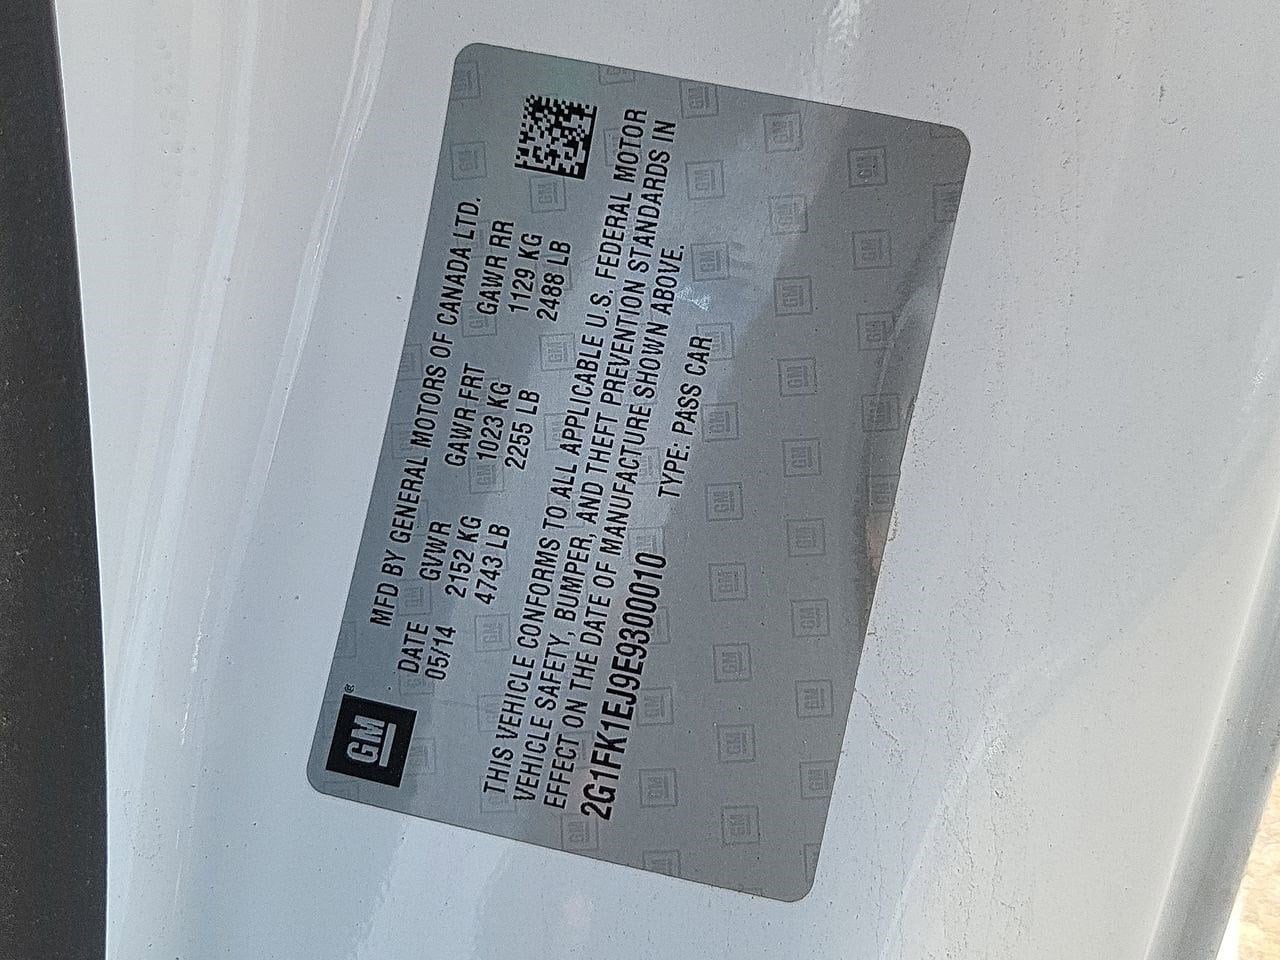 GM®
MFD BY GENERAL MOTORS OF CANADA LTD.
DATE GVWR GAWR FRT GAWR RR
05/14 2152 KG 1023 KG 1129 KG
4743 LB 2255 LB 2488 LB
THIS VEHICLE CONFORMS TO ALL APPLICABLE U.S. FEDERAL MOTOR
VEHICLE SAFETY, BUMPER, AND THEFT PREVENTION STANDARDS IN
EFFECT ON THE DATE OF MANUFACTURE SHOWN ABOVE.
2G1FK1EJ9E9300010 TYPE: PASS CAR